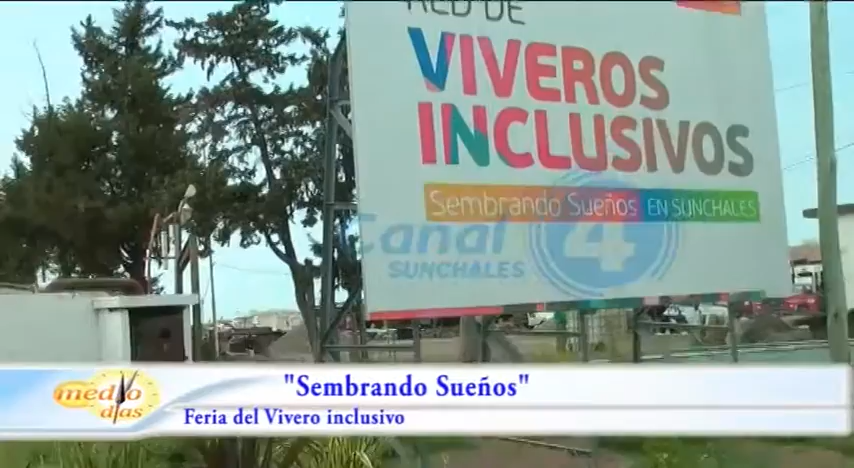 RED DE
VIVEROS
INCLUSIVOS
Sembrando Sueños EN SUNCHALES
Canal 4
SUNCHALES
"Sembrando Sueños"
medio
días
Feria del Vivero inclusivo